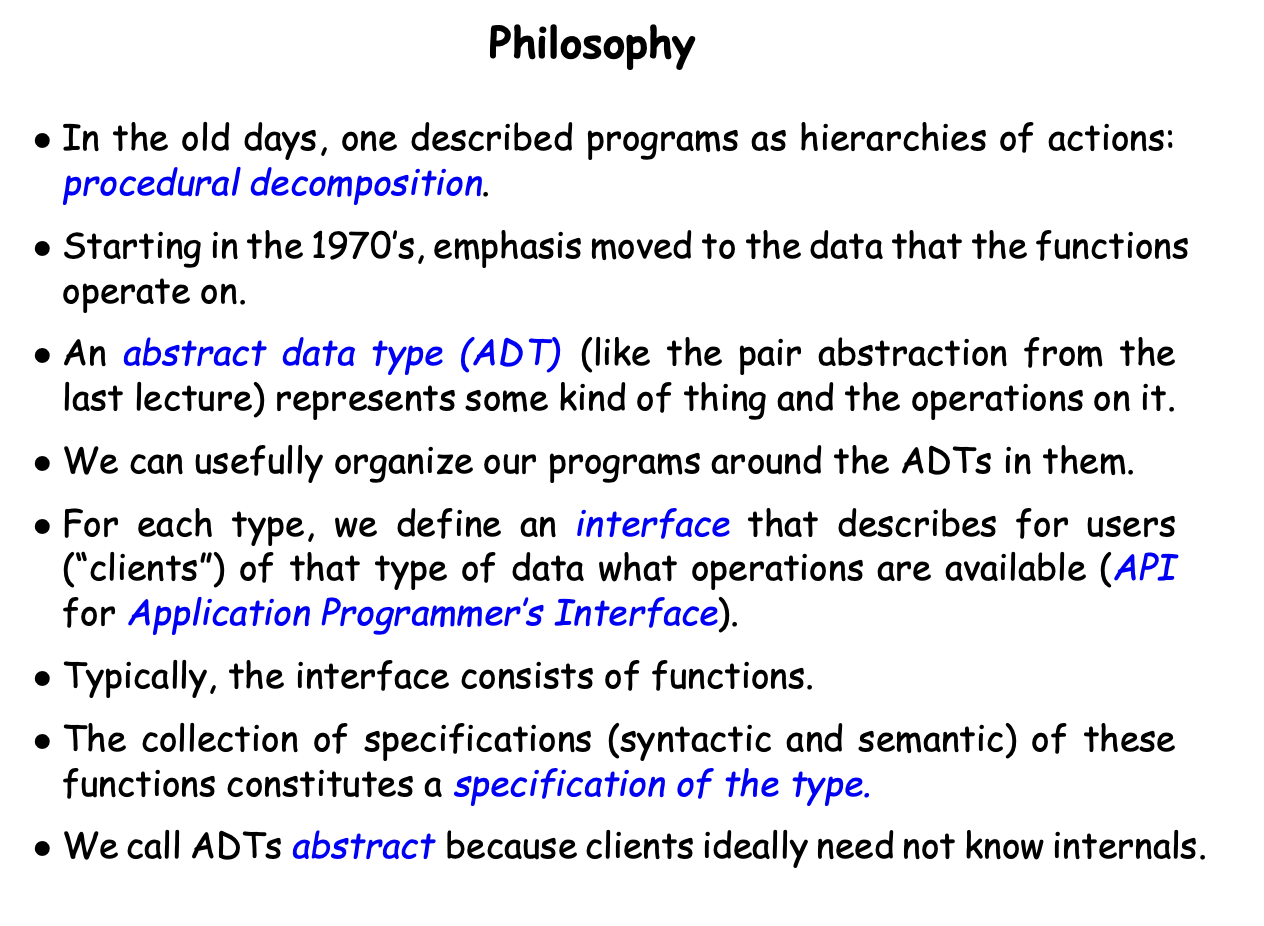 Philosophy
• In the old days, one described programs as hierarchies of actions:
procedural decomposition.
• Starting in the 1970's, emphasis moved to the data that the functions
operate on.
• An abstract data type (ADT) (like the pair abstraction from the
last lecture) represents some kind of thing and the operations on it.
• We can usefully organize our programs around the ADTs in them.
• For each type, we define an interface that describes for users
(“clients”) of that type of data what operations are available (API
for Application Programmer's Interface).
• Typically, the interface consists of functions.
• The collection of specifications (syntactic and semantic) of these
functions constitutes a specification of the type.
• We call ADTs abstract because clients ideally need not know internals.